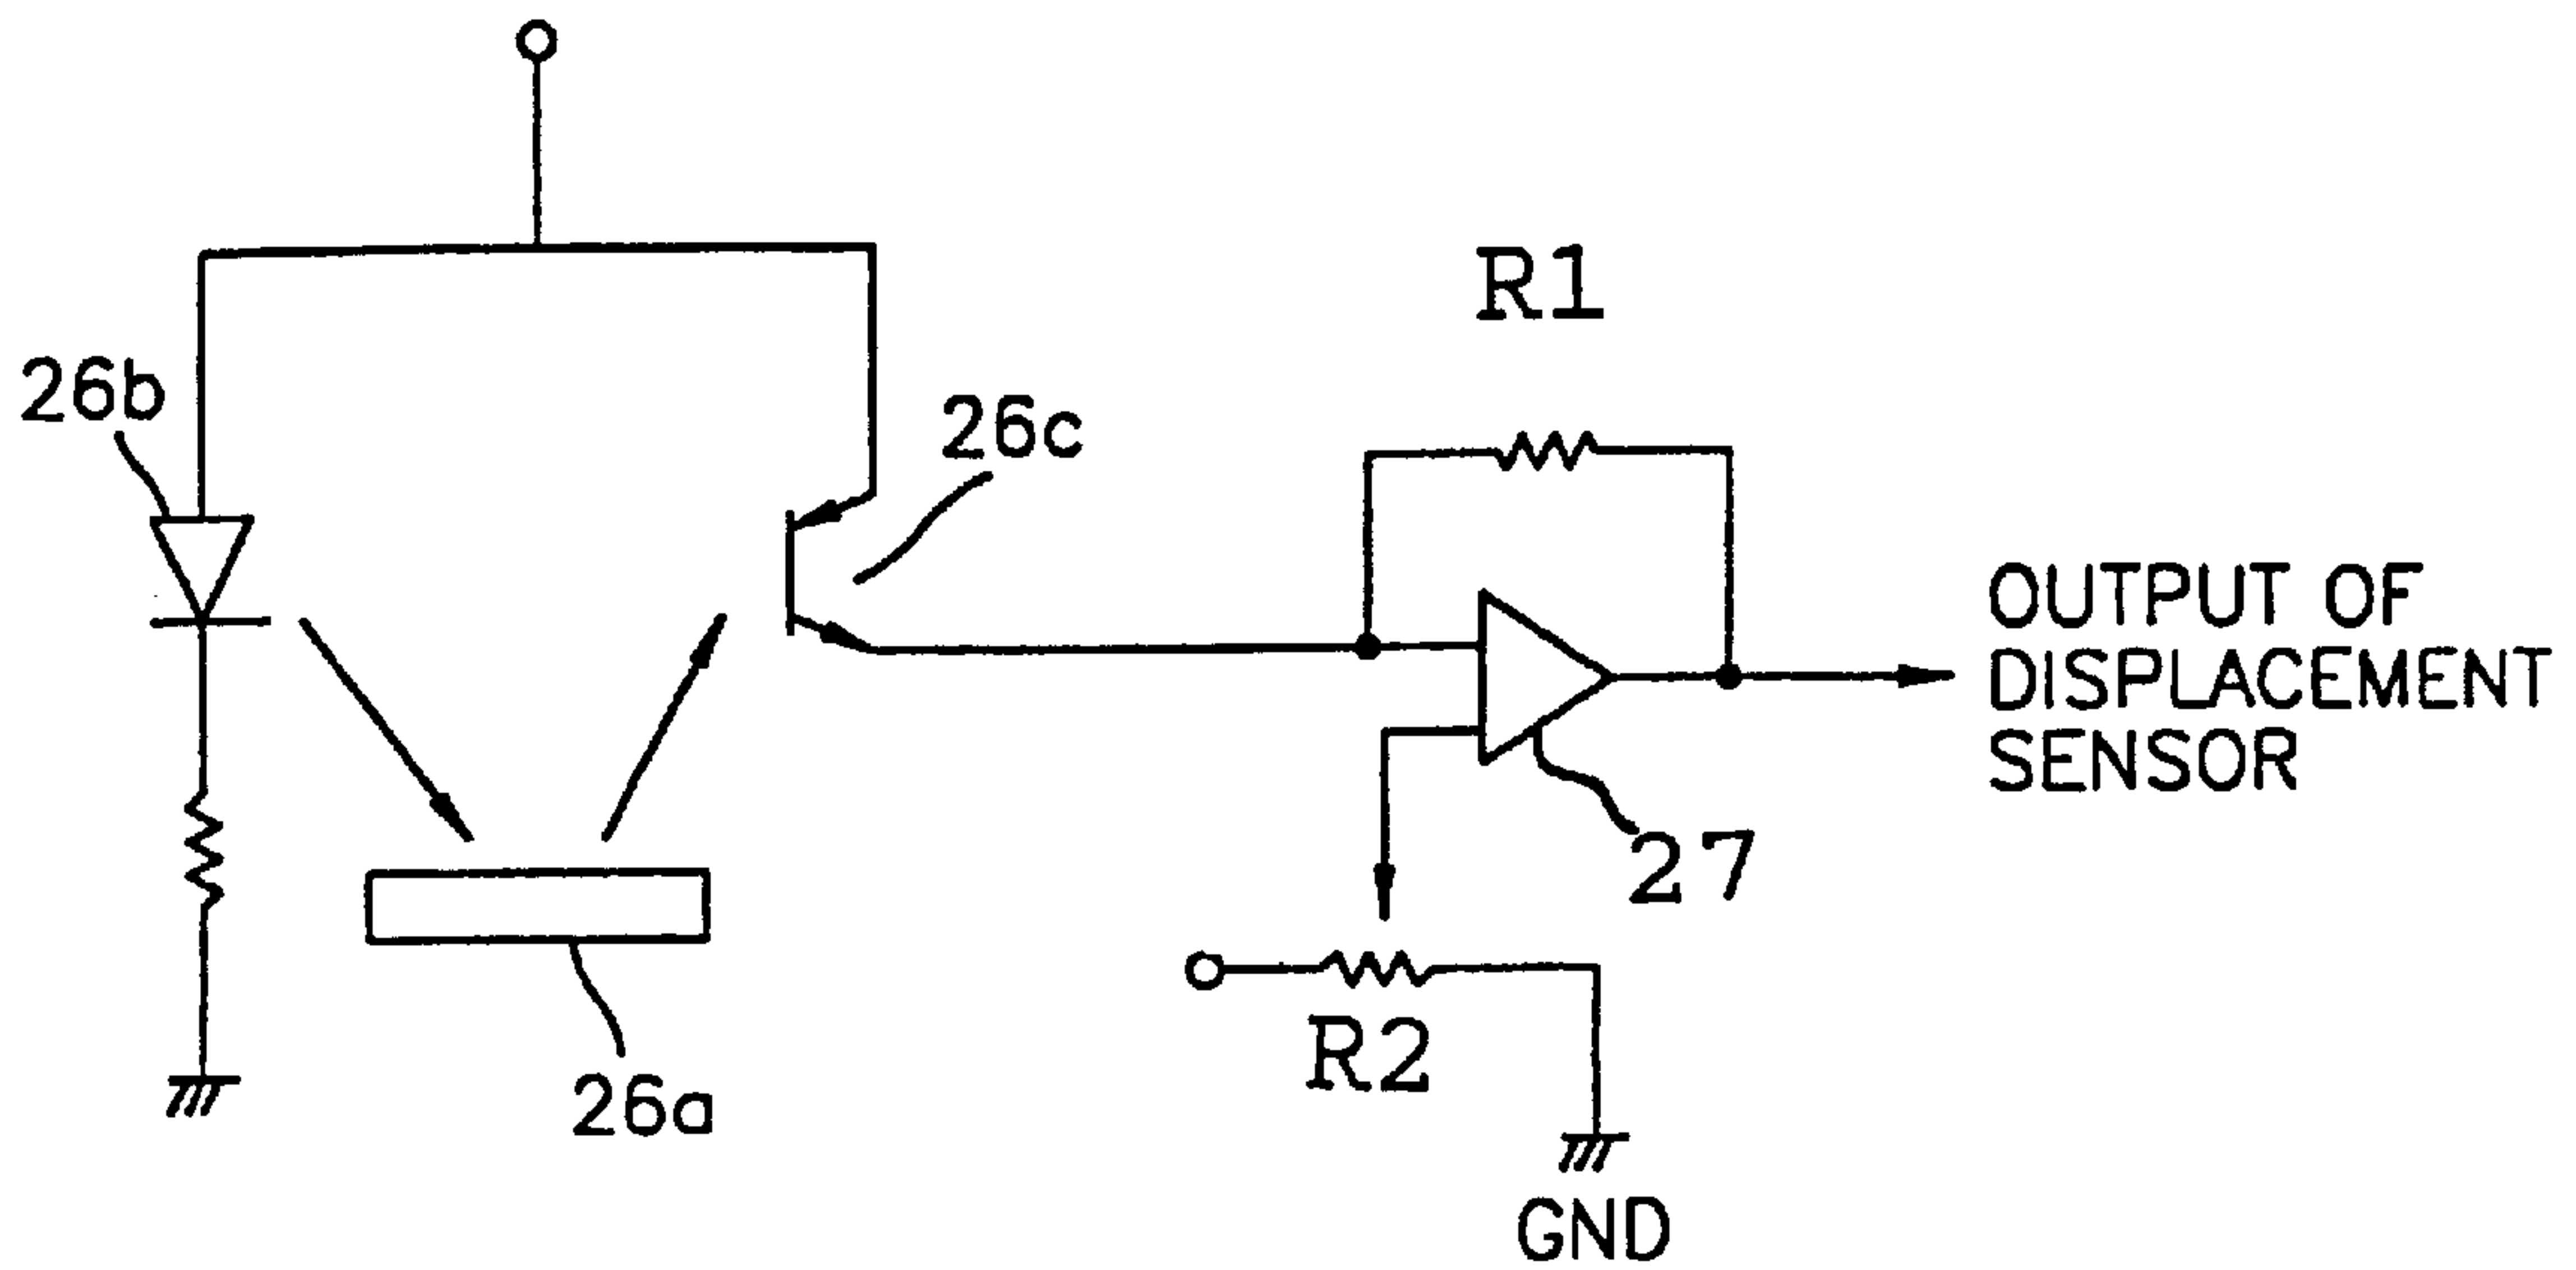 R1
26b
26c
OUTPUT OF
DISPLACEMENT
SENSOR
27
R2
26a
GND